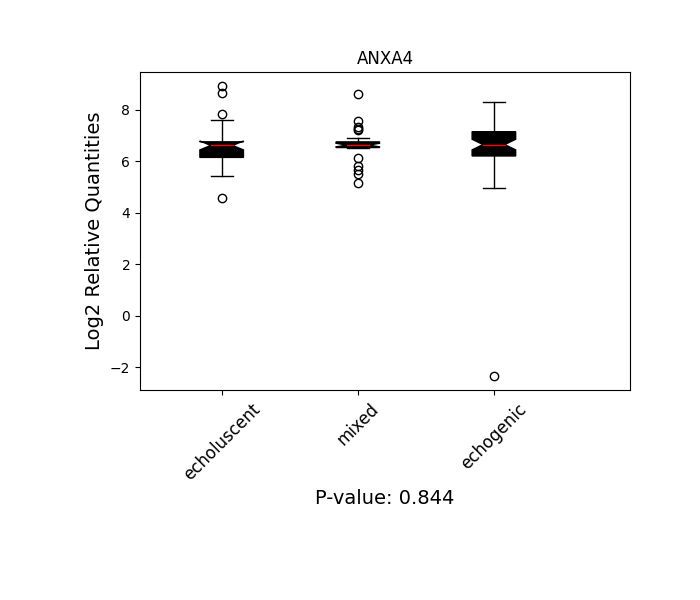 ANXA4
Log2 Relative Quantities
8
6
4
2
0
−2
echoluscent
mixed
echogenic
P-value: 0.844